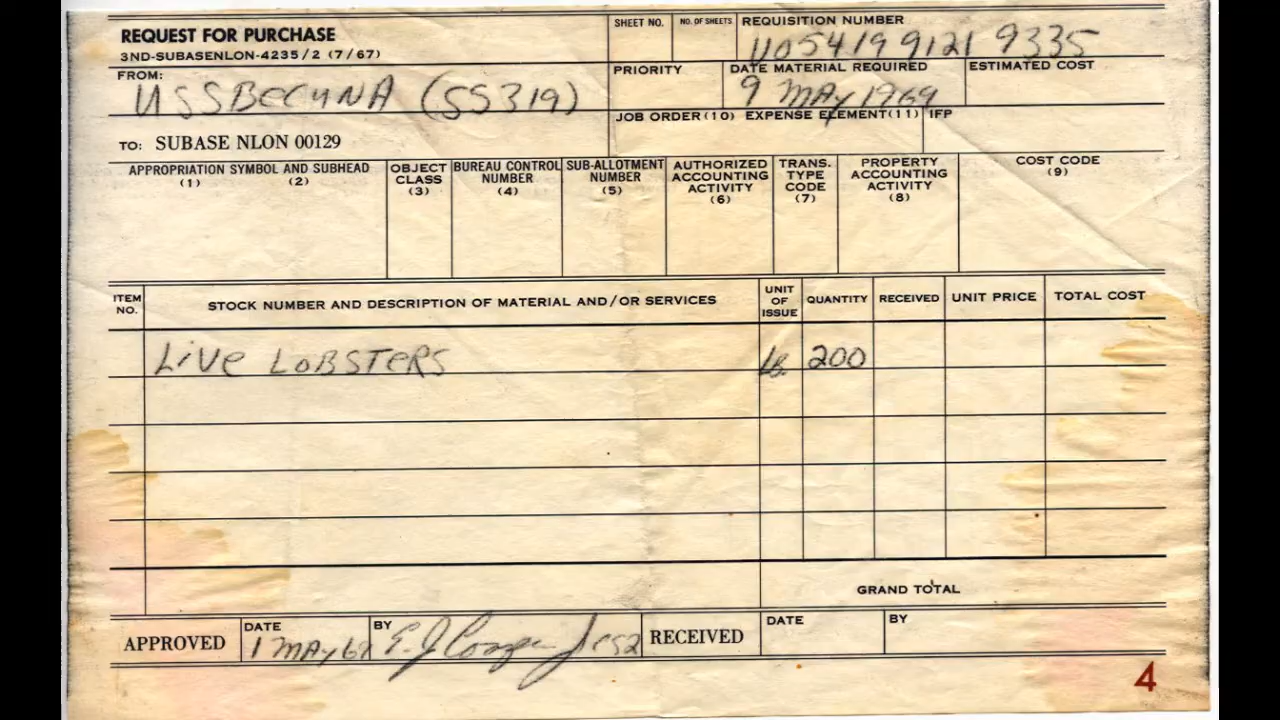 REQUEST FOR PURCHASE
3ND-SUBASENLON-4235/2 (7/67)
SHEET NO. NO. OF SHEETS REQUISITION NUMBER
1105419 9121 9335
FROM:
USS BECUNA (SS319)
PRIORITY DATE MATERIAL REQUIRED ESTIMATED COST
9 MAY 1969
JOB ORDER(10) EXPENSE ELEMENT(11) IFP
TO: SUBASE NLON 00129
APPROPRIATION SYMBOL AND SUBHEAD
(1) (2)
OBJECT
CLASS
(3)
BUREAU CONTROL
NUMBER
(4)
SUB-ALLOTMENT
NUMBER
(5)
AUTHORIZED
ACCOUNTING
ACTIVITY
(6)
TRANS.
TYPE
CODE
(7)
PROPERTY
ACCOUNTING
ACTIVITY
(8)
COST CODE
(9)
ITEM
NO.
STOCK NUMBER AND DESCRIPTION OF MATERIAL AND/OR SERVICES
UNIT
OF
ISSUE
QUANTITY RECEIVED UNIT PRICE TOTAL COST
LIVE LOBSTERS LB. 200
GRAND TOTAL
APPROVED DATE BY RECEIVED DATE BY
1 MAY E. J. CS2
4